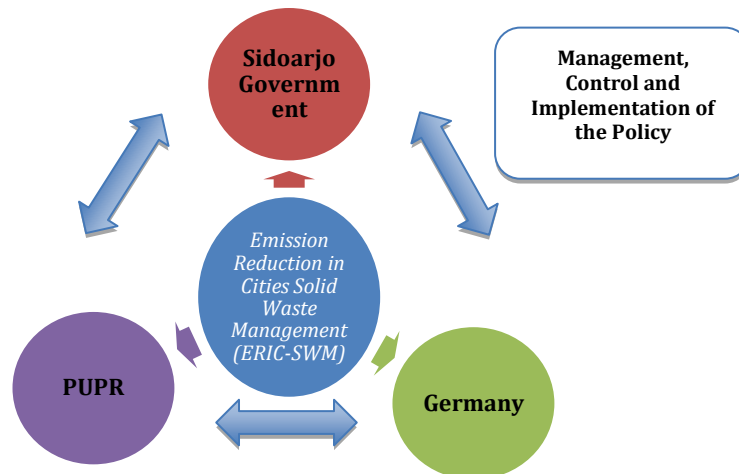 Sidoarjo
Governm
ent
Management,
Control and
Implementation of
the Policy
Emission
Reduction in
Cities Solid
Waste
Management
(ERIC-SWM)
PUPR
Germany